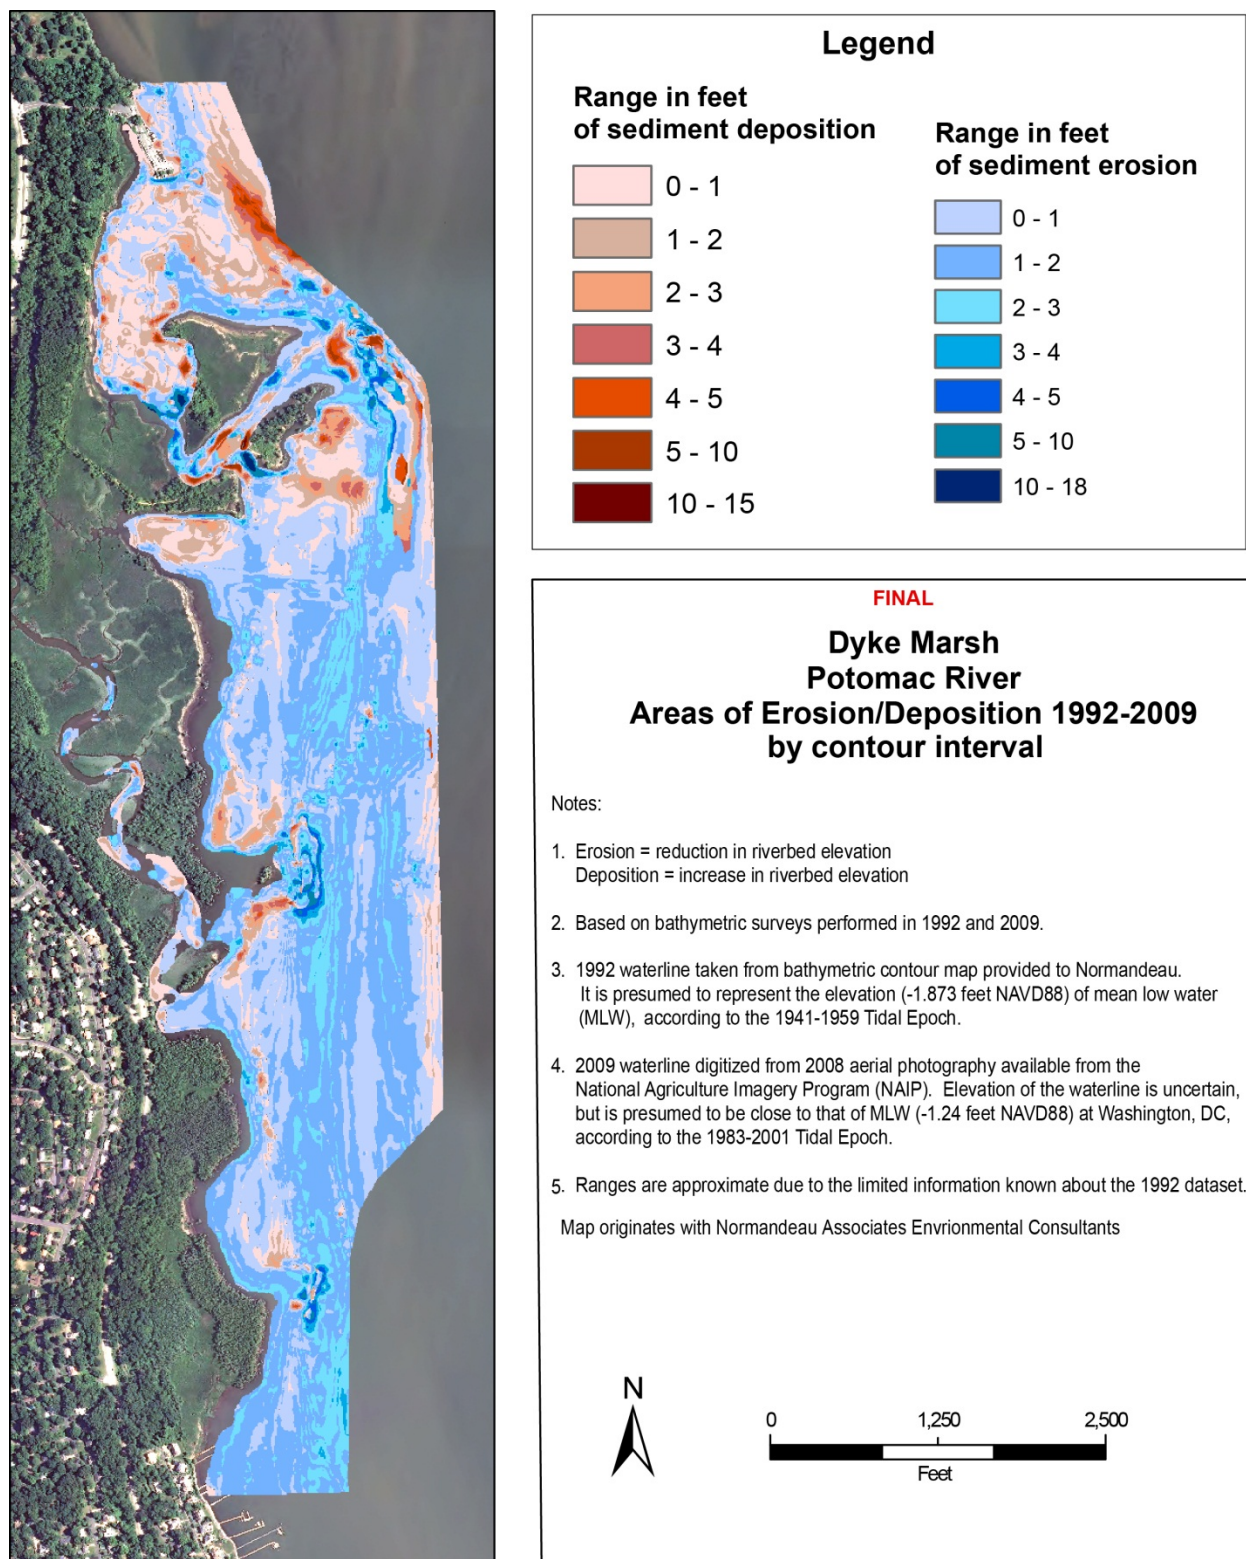 Legend
Range in feet
of sediment deposition
0 - 1
1 - 2
2 - 3
3 - 4
4 - 5
5 - 10
10 - 15
Range in feet
of sediment erosion
0 - 1
1 - 2
2 - 3
3 - 4
4 - 5
5 - 10
10 - 18
FINAL
Dyke Marsh
Potomac River
Areas of Erosion/Deposition 1992-2009
by contour interval
Notes:
1. Erosion = reduction in riverbed elevation
Deposition = increase in riverbed elevation
2. Based on bathymetric surveys performed in 1992 and 2009.
3. 1992 waterline taken from bathymetric contour map provided to Normandeau.
It is presumed to represent the elevation (-1.873 feet NAVD88) of mean low water
(MLW), according to the 1941-1959 Tidal Epoch.
4. 2009 waterline digitized from 2008 aerial photography available from the
National Agriculture Imagery Program (NAIP). Elevation of the waterline is uncertain,
but is presumed to be close to that of MLW (-1.24 feet NAVD88) at Washington, DC,
according to the 1983-2001 Tidal Epoch.
5. Ranges are approximate due to the limited information known about the 1992 dataset.
Map originates with Normandeau Associates Envrionmental Consultants
N
0 1,250 2,500
Feet